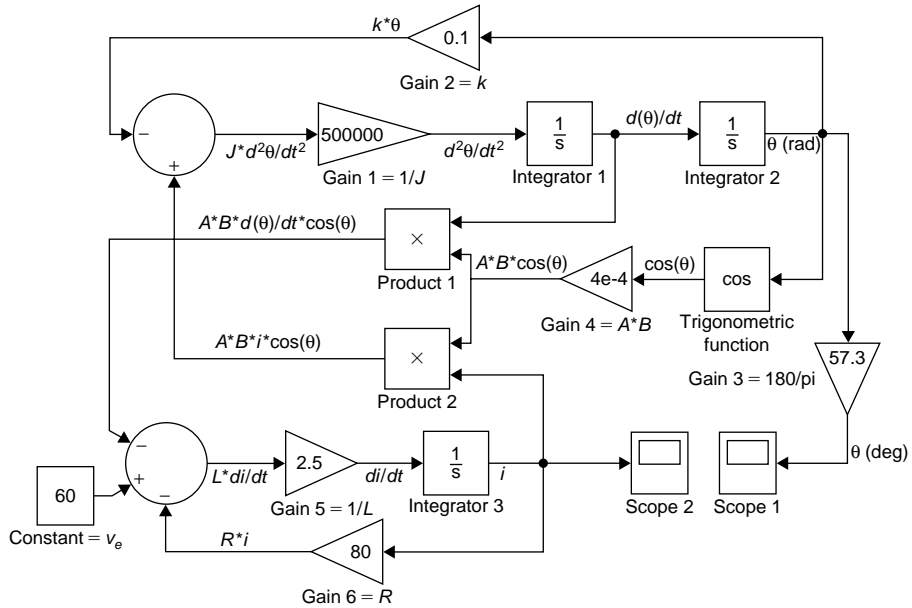 k*θ
0.1
Gain 2 = k
−
+
J*d²θ/dt²
500000
Gain 1 = 1/J
d²θ/dt²
1
s
Integrator 1
d(θ)/dt
1
s
Integrator 2
θ (rad)
A*B*d(θ)/dt*cos(θ)
×
Product 1
A*B*cos(θ)
4e-4
Gain 4 = A*B
cos(θ)
cos
Trigonometric
function
57.3
Gain 3 = 180/pi
A*B*i*cos(θ)
×
Product 2
60
Constant = vₑ
−
+
−
L*di/dt
2.5
Gain 5 = 1/L
di/dt
1
s
Integrator 3
i
Scope 2
Scope 1
θ (deg)
R*i
80
Gain 6 = R